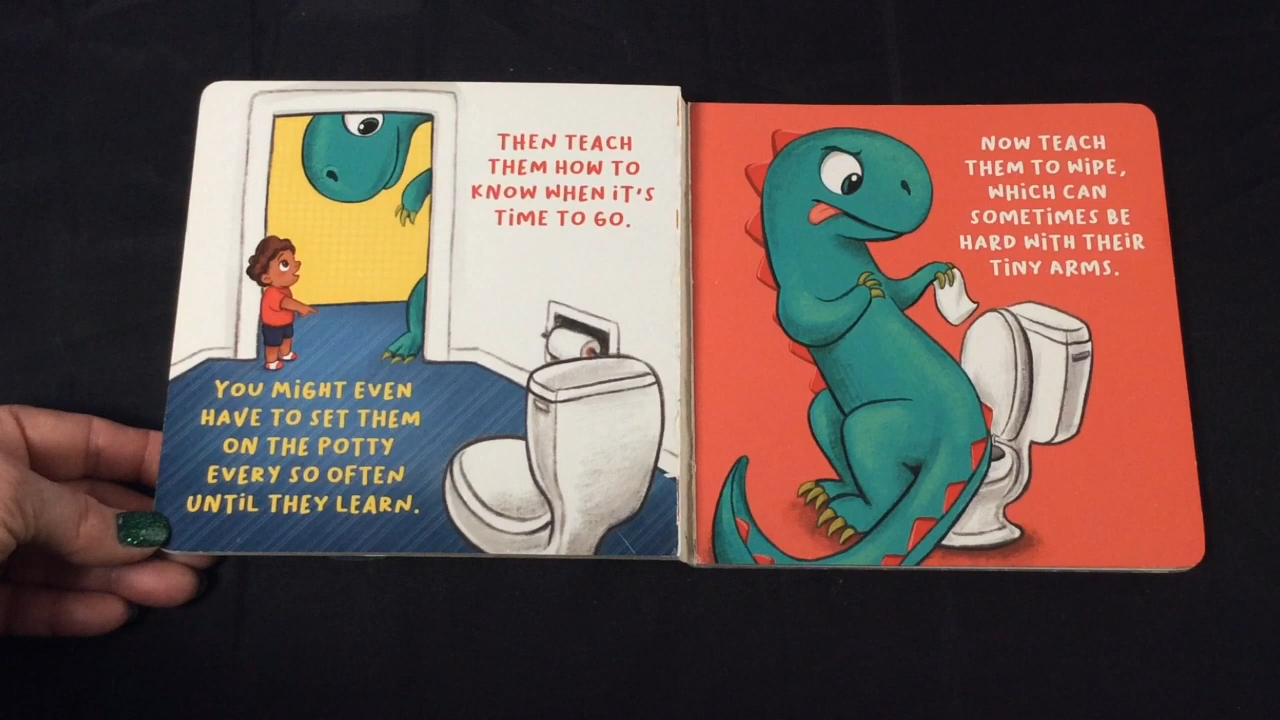 THEN TEACH
THEM HOW TO
KNOW WHEN iT'S
TiME TO GO.
YOU MiGHT EVEN
HAVE TO SET THEM
ON THE POTTY
EVERY SO OFTEN
UNTiL THEY LEARN.
NOW TEACH
THEM TO WiPE,
WHiCH CAN
SOMETiMES BE
HARD WiTH THEiR
TiNY ARMS.